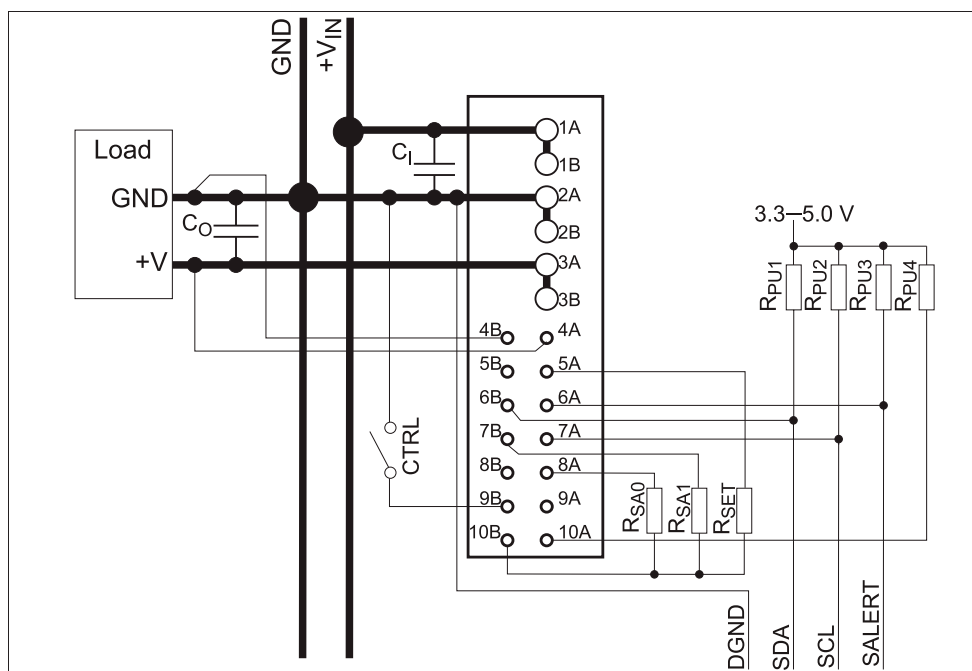 GND
+VIN
Load
GND
+V
CI
CO
1A
1B
2A
2B
3A
3B
4B
4A
5B
5A
6B
6A
7B
7A
8B
8A
9B
9A
10B
10A
CTRL
RSA0
RSA1
RSET
3.3–5.0 V
RPU1
RPU2
RPU3
RPU4
DGND
SDA
SCL
SALERT